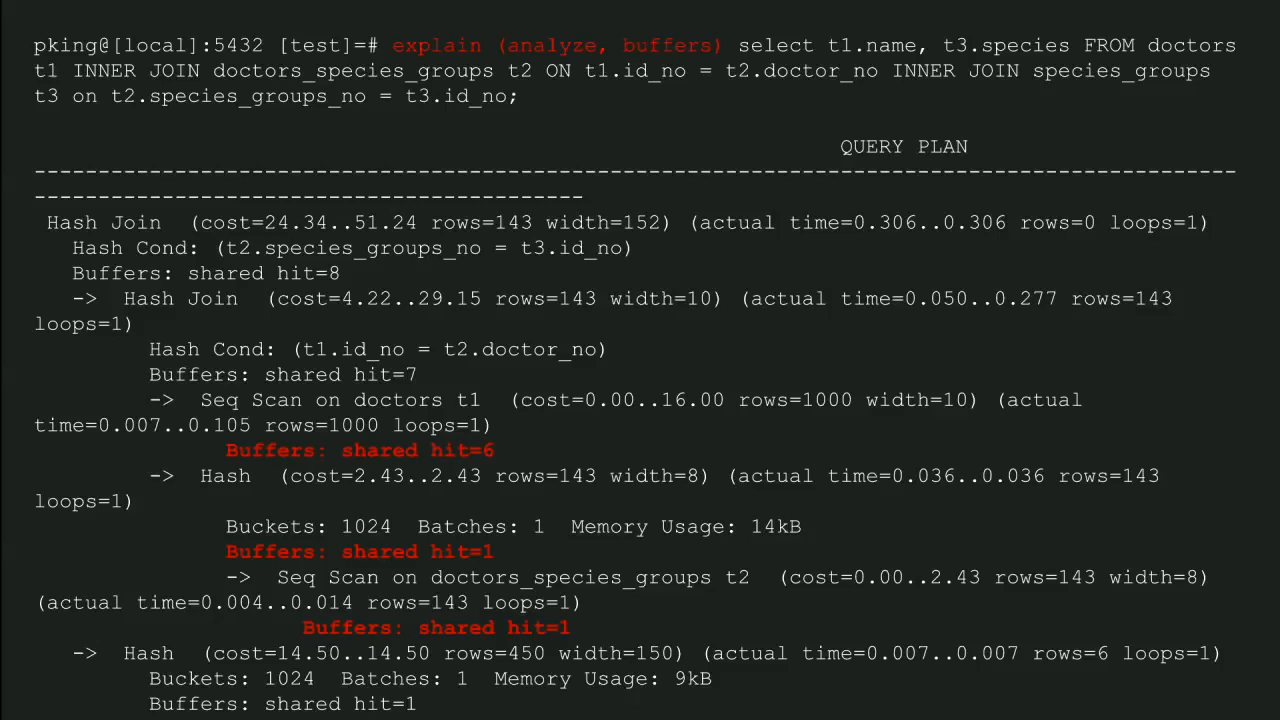 pking@[local]:5432 [test]=# explain (analyze, buffers) select t1.name, t3.species FROM doctors
t1 INNER JOIN doctors_species_groups t2 ON t1.id_no = t2.doctor_no INNER JOIN species_groups
t3 on t2.species_groups_no = t3.id_no;
QUERY PLAN
----------------------------------------------------------------------------------------------
-------------------------------------------
Hash Join  (cost=24.34..51.24 rows=143 width=152) (actual time=0.306..0.306 rows=0 loops=1)
Hash Cond: (t2.species_groups_no = t3.id_no)
Buffers: shared hit=8
->  Hash Join  (cost=4.22..29.15 rows=143 width=10) (actual time=0.050..0.277 rows=143
loops=1)
Hash Cond: (t1.id_no = t2.doctor_no)
Buffers: shared hit=7
->  Seq Scan on doctors t1  (cost=0.00..16.00 rows=1000 width=10) (actual
time=0.007..0.105 rows=1000 loops=1)
Buffers: shared hit=6
->  Hash  (cost=2.43..2.43 rows=143 width=8) (actual time=0.036..0.036 rows=143
loops=1)
Buckets: 1024  Batches: 1  Memory Usage: 14kB
Buffers: shared hit=1
->  Seq Scan on doctors_species_groups t2  (cost=0.00..2.43 rows=143 width=8)
(actual time=0.004..0.014 rows=143 loops=1)
Buffers: shared hit=1
->  Hash  (cost=14.50..14.50 rows=450 width=150) (actual time=0.007..0.007 rows=6 loops=1)
Buckets: 1024  Batches: 1  Memory Usage: 9kB
Buffers: shared hit=1